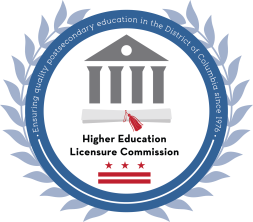 • Ensuring quality postsecondary education in the District of Columbia since 1976 •
Higher Education
Licensure Commission